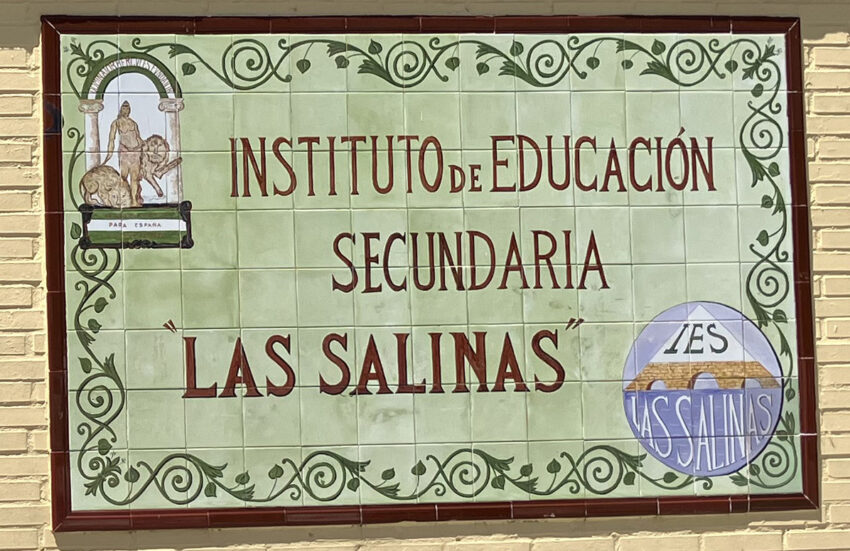 PARA ESPAÑA
INSTITUTO DE EDUCACIÓN
SECUNDARIA
"LAS SALINAS"
IES
LAS SALINAS